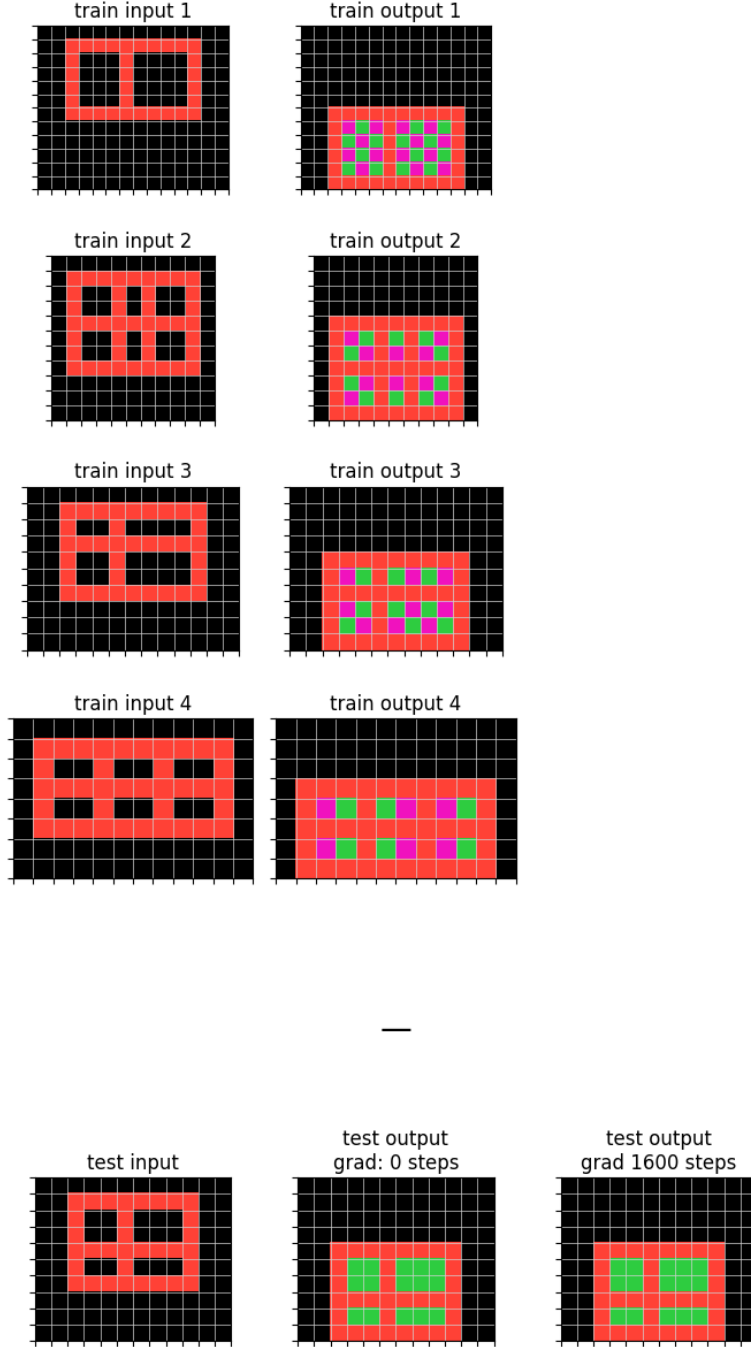 train input 1
train output 1
train input 2
train output 2
train input 3
train output 3
train input 4
train output 4
test input
test output
grad: 0 steps
test output
grad 1600 steps